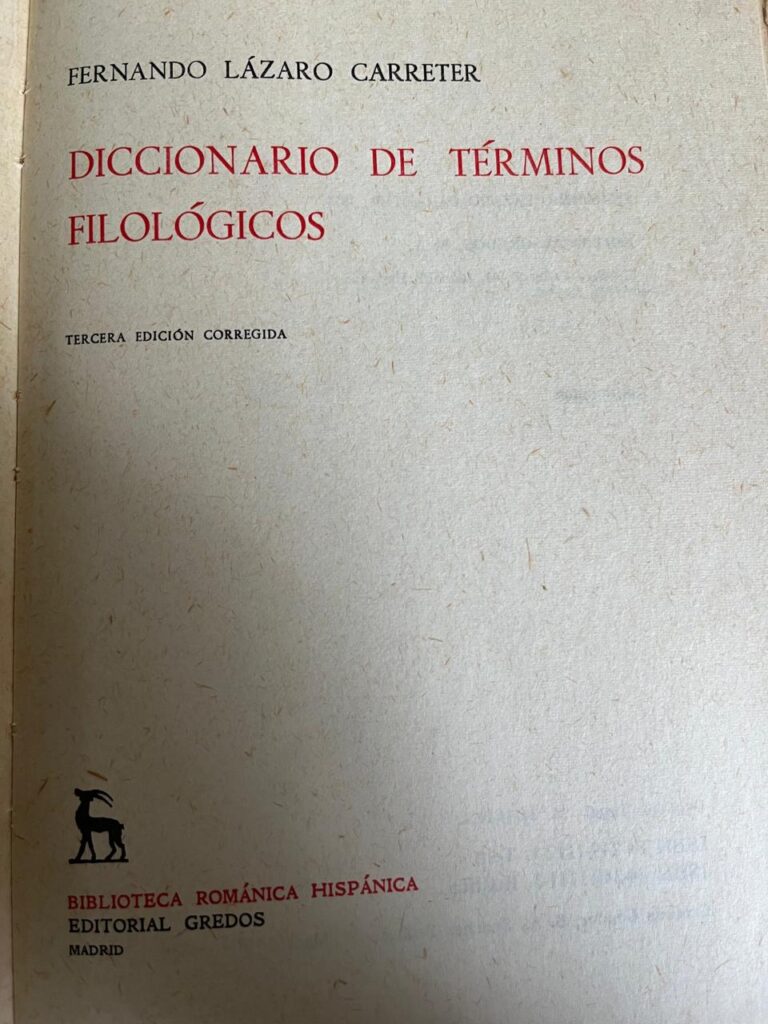 FERNANDO LÁZARO CARRETER
DICCIONARIO DE TÉRMINOS
FILOLÓGICOS
TERCERA EDICIÓN CORREGIDA
BIBLIOTECA ROMÁNICA HISPÁNICA
EDITORIAL GREDOS
MADRID